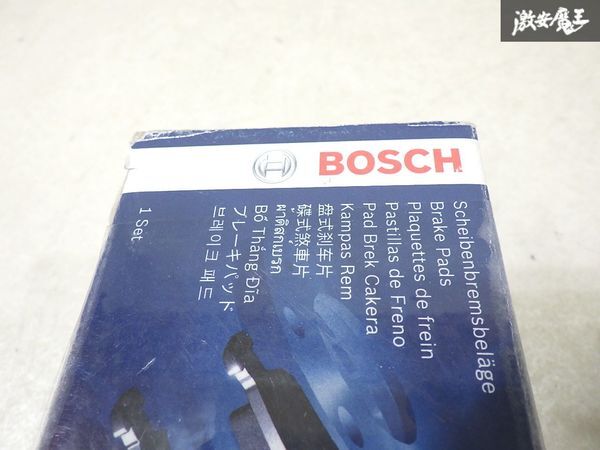 激安魔王
BOSCH
Scheibenbremsbeläge
Brake Pads
Plaquettes de frein
Pastillas de Freno
Pad Brek Cakera
Kampas Rem
盘式刹车片
碟式煞車片
ผ้าดิสก์เบรก
Bố Thắng Đĩa
ブレーキパッド
브레이크 패드
1 Set